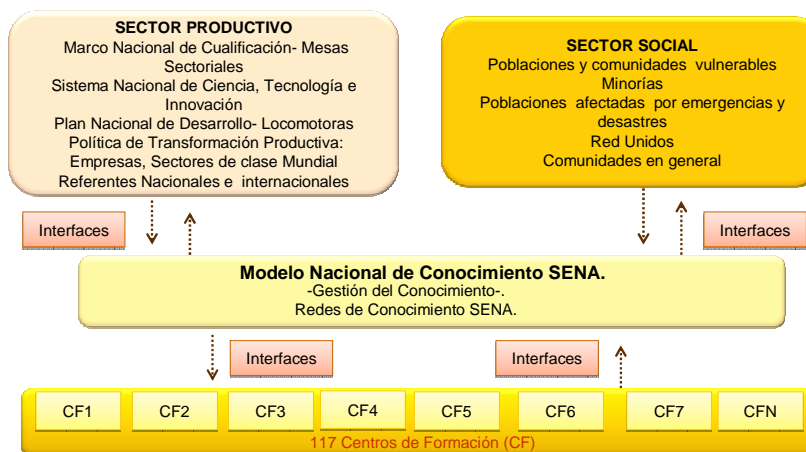 SECTOR PRODUCTIVO
Marco Nacional de Cualificación- Mesas
Sectoriales
Sistema Nacional de Ciencia, Tecnología e
Innovación
Plan Nacional de Desarrollo- Locomotoras
Política de Transformación Productiva:
Empresas, Sectores de clase Mundial
Referentes Nacionales e internacionales
SECTOR SOCIAL
Poblaciones y comunidades vulnerables
Minorías
Poblaciones afectadas por emergencias y
desastres
Red Unidos
Comunidades en general
Interfaces
Interfaces
Modelo Nacional de Conocimiento SENA.
-Gestión del Conocimiento-.
Redes de Conocimiento SENA.
Interfaces
Interfaces
CF1
CF2
CF3
CF4
CF5
CF6
CF7
CFN
117 Centros de Formación (CF)